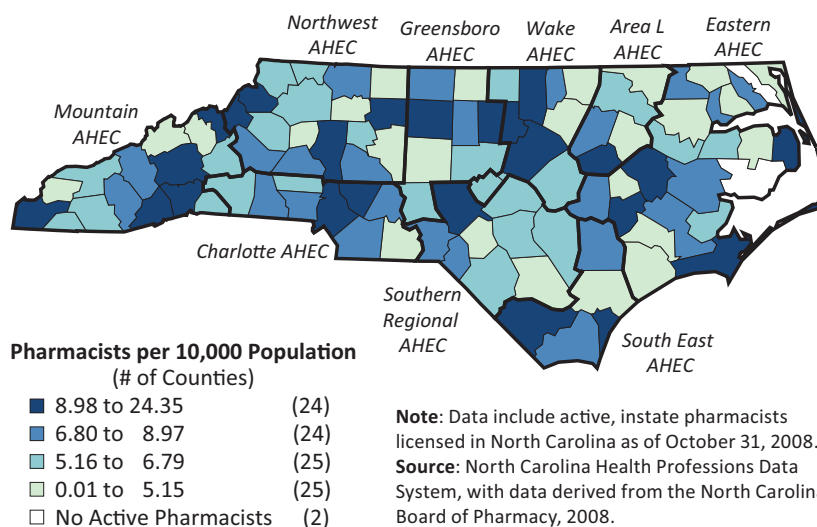 Northwest
AHEC
Greensboro
AHEC
Wake
AHEC
Area L
AHEC
Eastern
AHEC
Mountain
AHEC
Charlotte AHEC
Southern
Regional
AHEC
South East
AHEC
Pharmacists per 10,000 Population
(# of Counties)
8.98 to 24.35 (24)
6.80 to 8.97 (24)
5.16 to 6.79 (25)
0.01 to 5.15 (25)
No Active Pharmacists (2)
Note: Data include active, instate pharmacists
licensed in North Carolina as of October 31, 2008.
Source: North Carolina Health Professions Data
System, with data derived from the North Carolina
Board of Pharmacy, 2008.